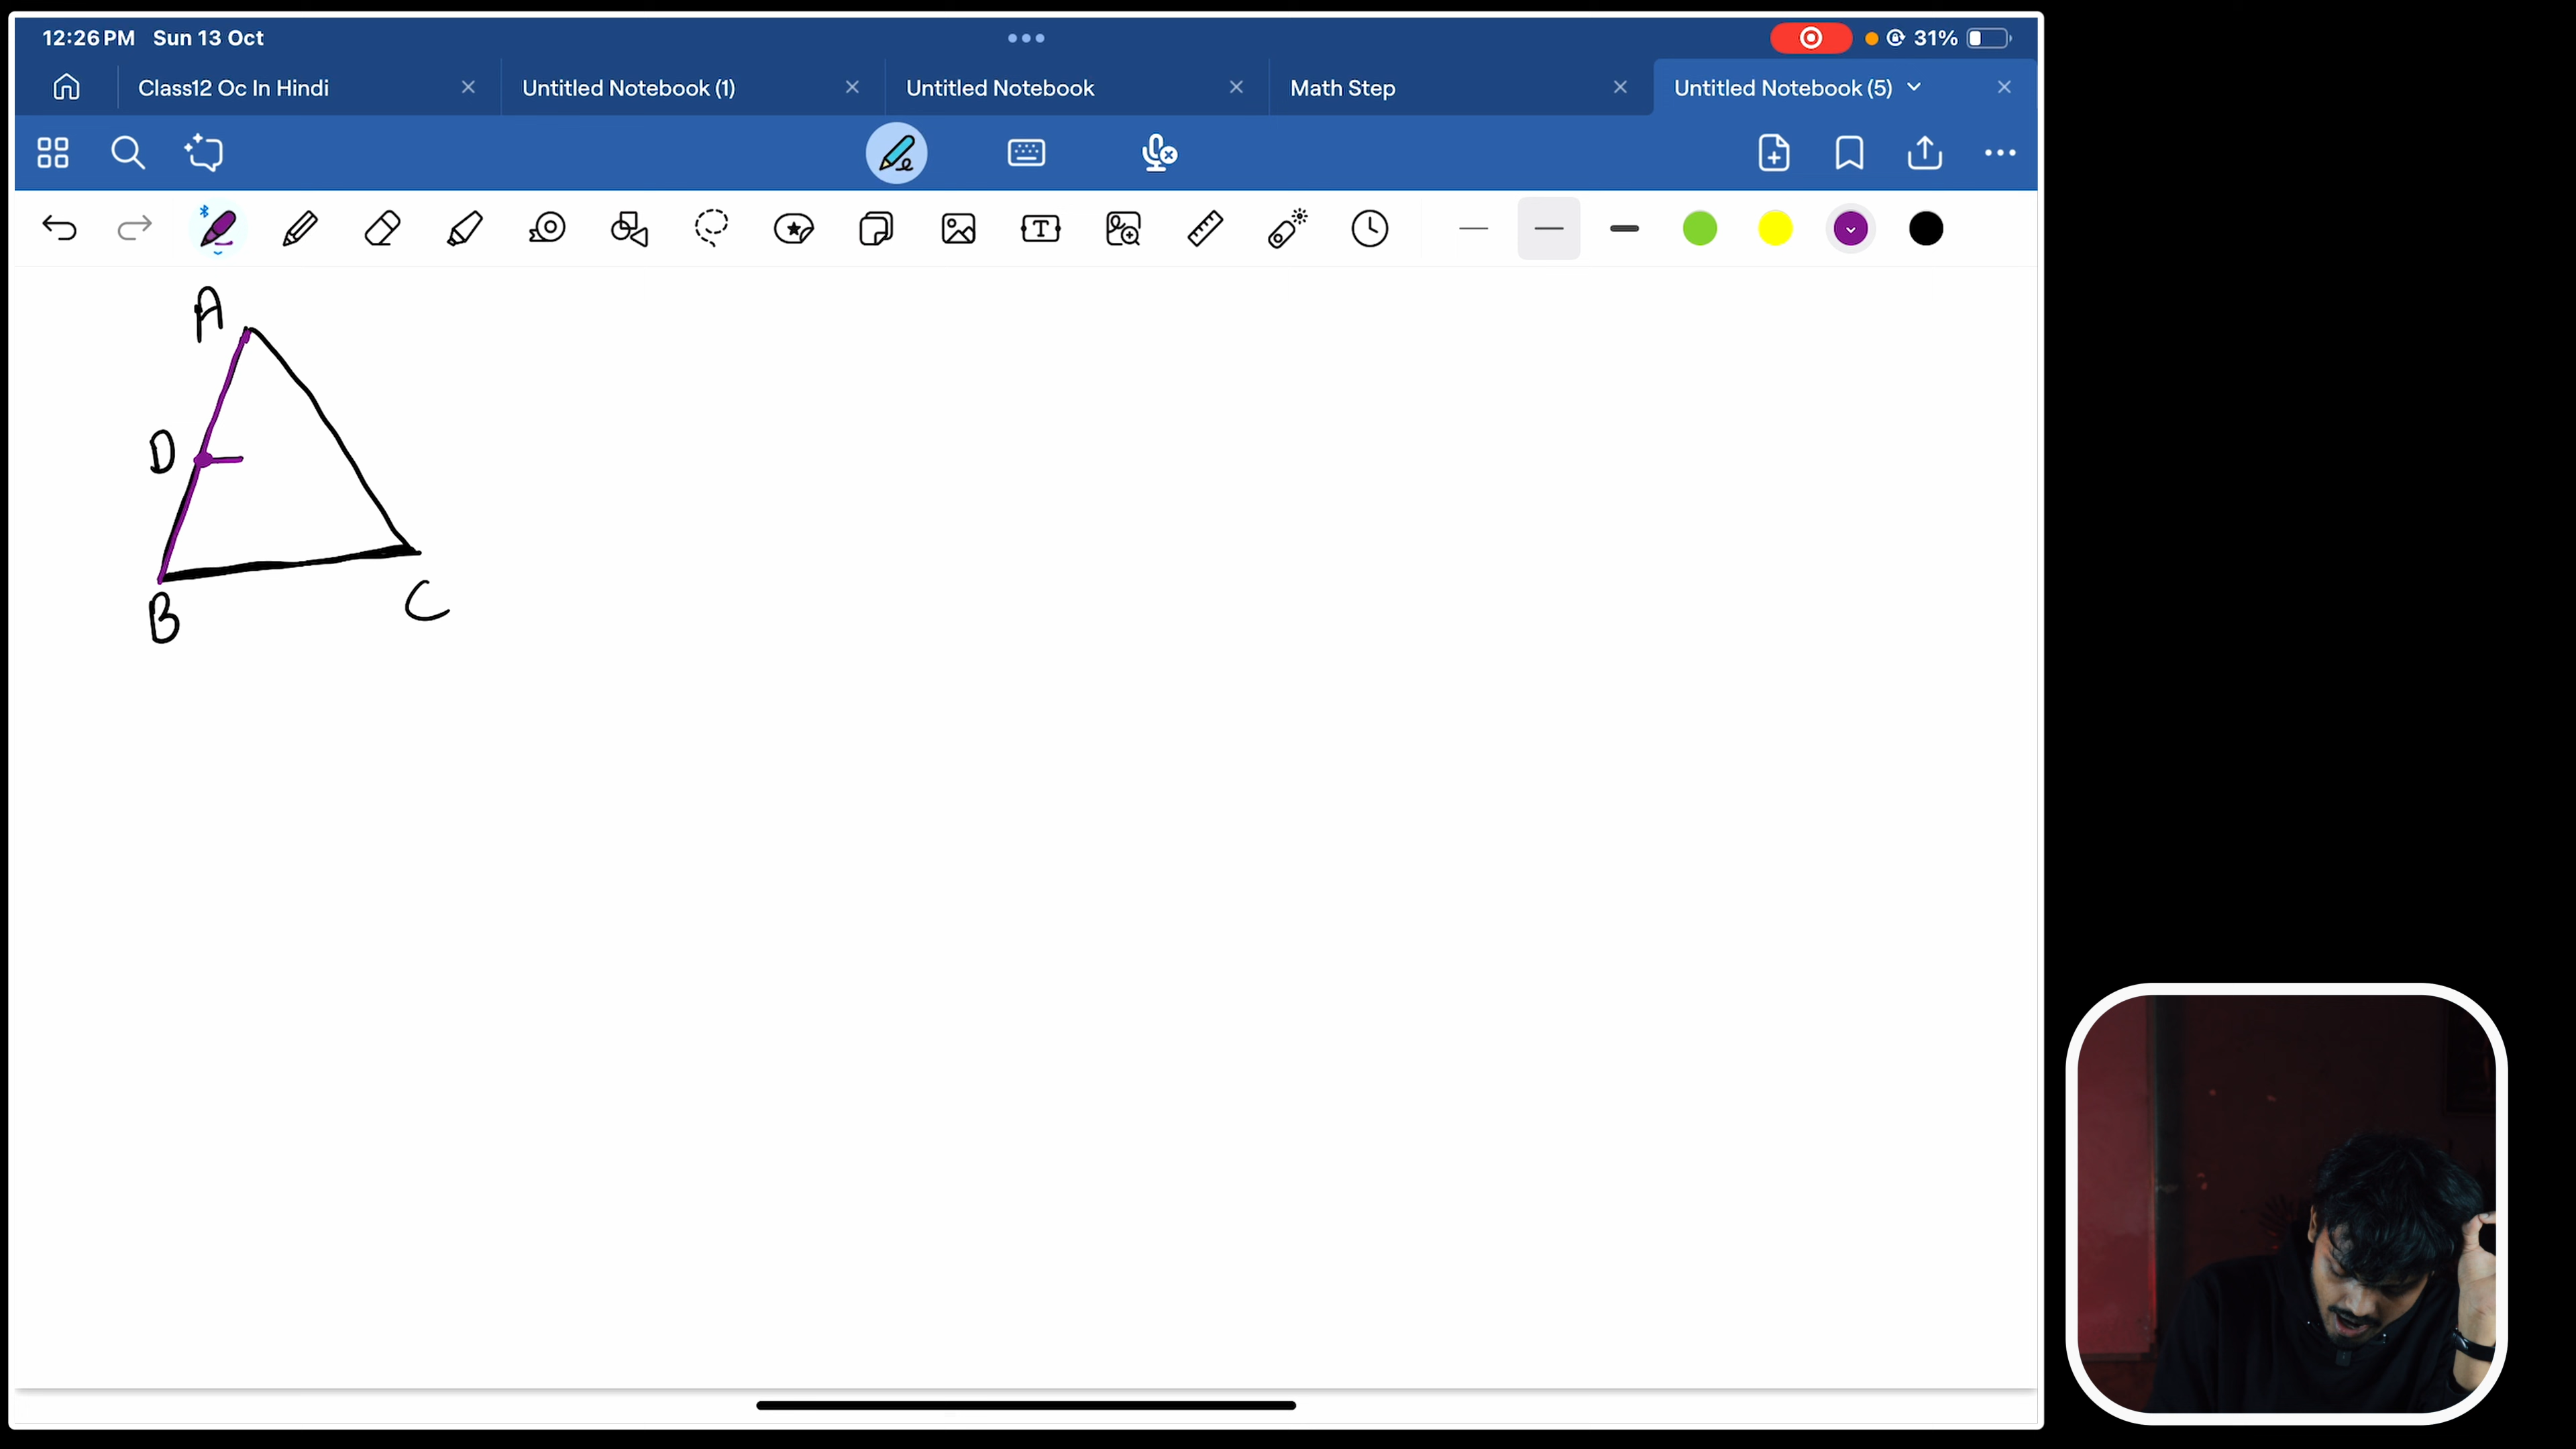 12:26 PM Sun 13 Oct 31%
Class12 Oc In Hindi Untitled Notebook (1) Untitled Notebook Math Step Untitled Notebook (5)
A
D
B
C